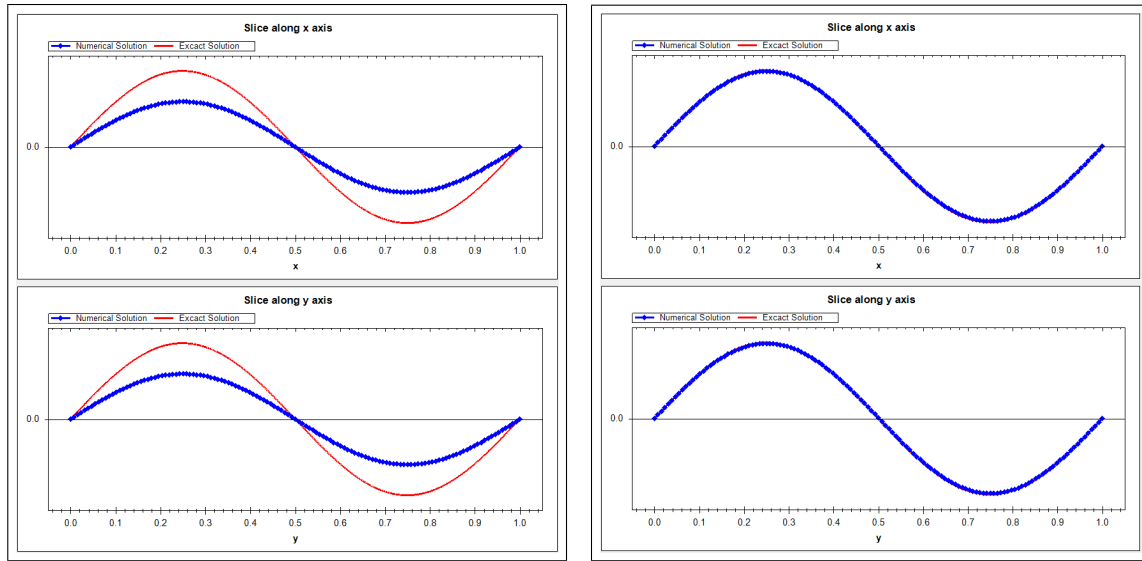 Slice along x axis
Numerical Solution Excact Solution
0.0
0.0 0.1 0.2 0.3 0.4 0.5 0.6 0.7 0.8 0.9 1.0
x
Slice along y axis
Numerical Solution Excact Solution
0.0
0.0 0.1 0.2 0.3 0.4 0.5 0.6 0.7 0.8 0.9 1.0
y
Slice along x axis
Numerical Solution Excact Solution
0.0
0.0 0.1 0.2 0.3 0.4 0.5 0.6 0.7 0.8 0.9 1.0
x
Slice along y axis
Numerical Solution Excact Solution
0.0
0.0 0.1 0.2 0.3 0.4 0.5 0.6 0.7 0.8 0.9 1.0
y